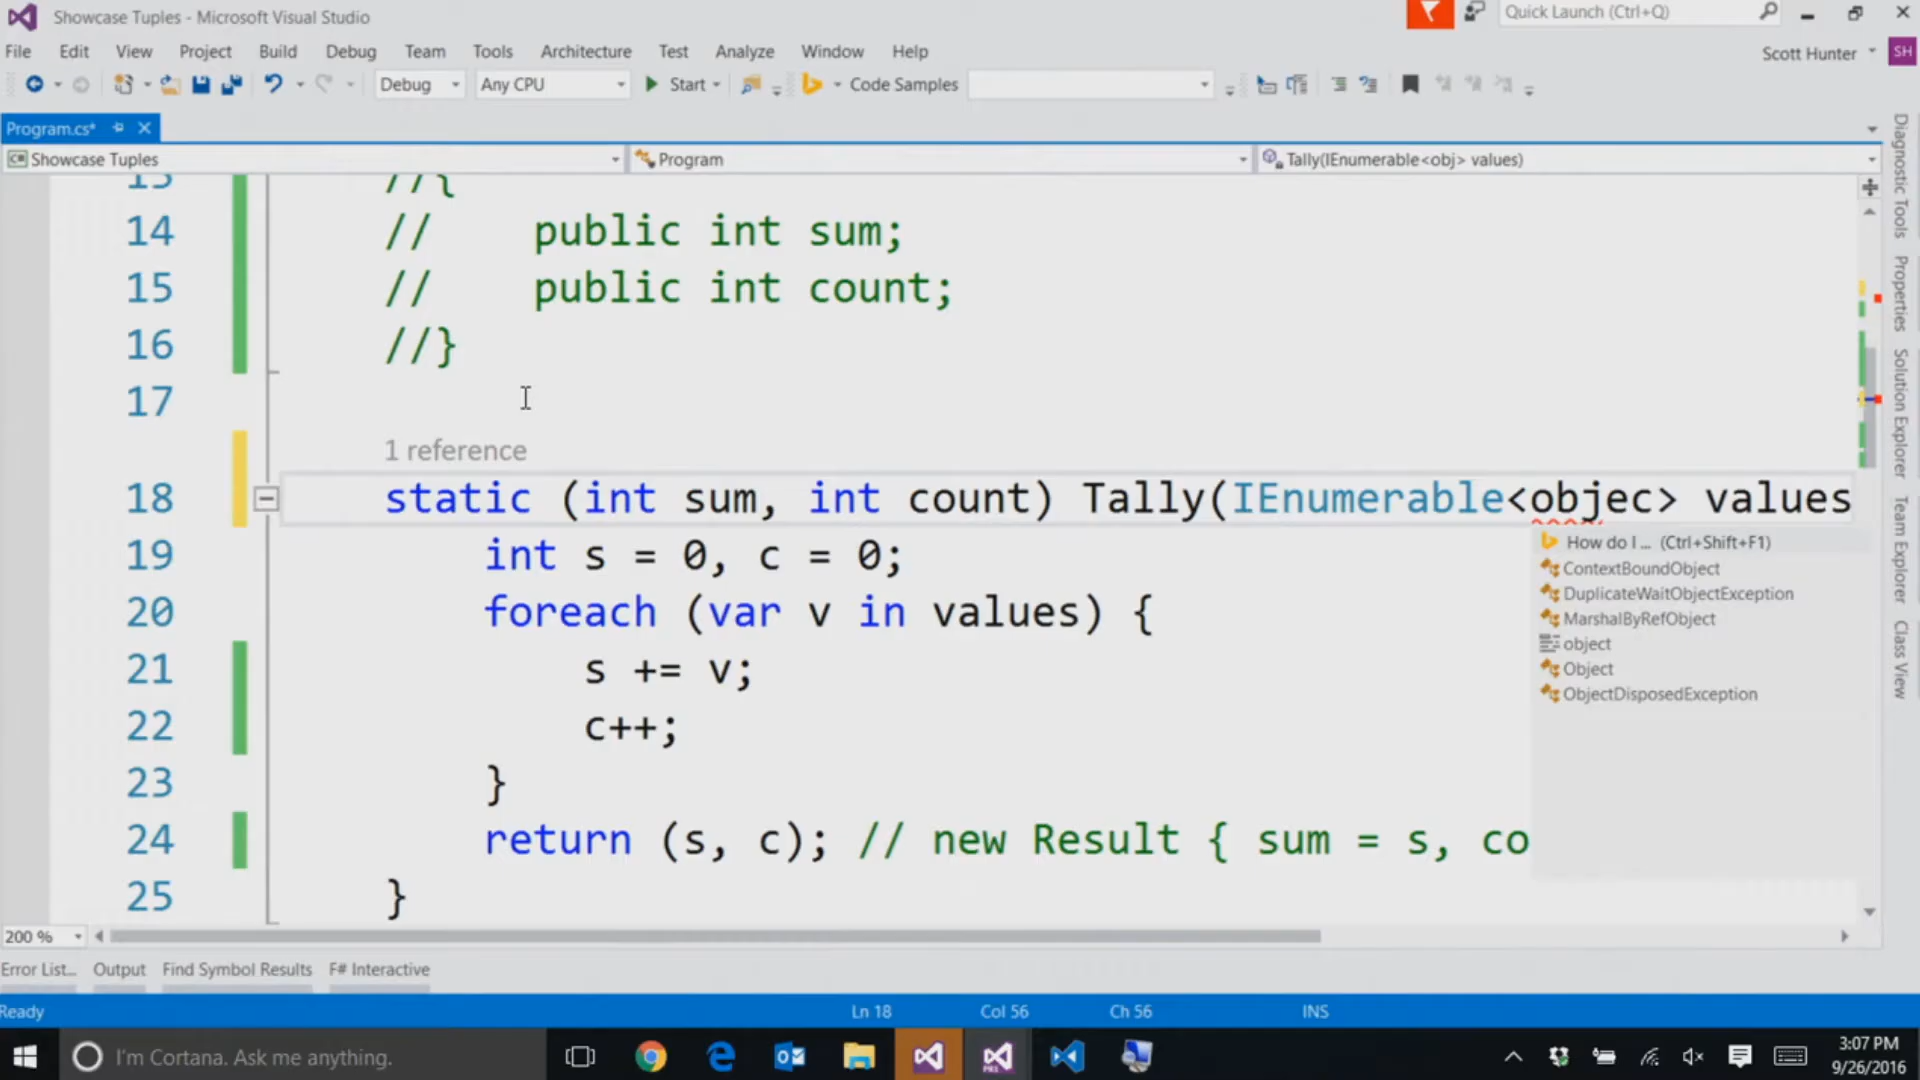 Showcase Tuples - Microsoft Visual Studio
Quick Launch (Ctrl+Q)
File Edit View Project Build Debug Team Tools Architecture Test Analyze Window Help
Scott Hunter SH
Debug Any CPU Start Code Samples
Program.cs*
Showcase Tuples Program Tally(IEnumerable<obj> values)
13 //{
14 // public int sum;
15 // public int count;
16 //}
17
1 reference
18 static (int sum, int count) Tally(IEnumerable<objec> values
19 int s = 0, c = 0;
20 foreach (var v in values) {
21 s += v;
22 c++;
23 }
24 return (s, c); // new Result { sum = s, co
25 }
How do I ... (Ctrl+Shift+F1)
ContextBoundObject
DuplicateWaitObjectException
MarshalByRefObject
object
Object
ObjectDisposedException
Diagnostic Tools
Properties
Solution Explorer
Team Explorer
Class View
200 %
Error List... Output Find Symbol Results F# Interactive
Ready Ln 18 Col 56 Ch 56 INS
I'm Cortana. Ask me anything.
3:07 PM
9/26/2016